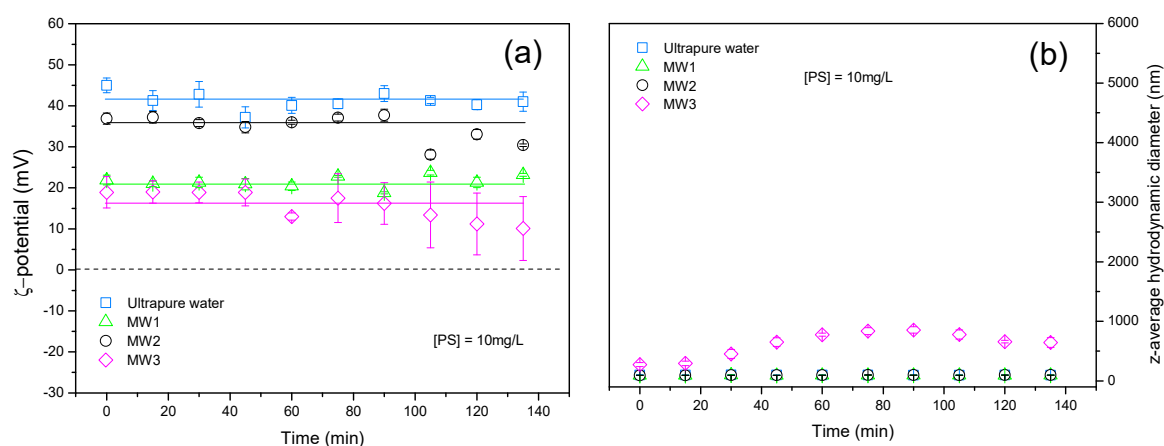 (a)
60
50
40
30
20
10
0
-10
-20
-30
ζ–potential (mV)
Ultrapure water
MW1
MW2
MW3
[PS] = 10mg/L
0 20 40 60 80 100 120 140
Time (min)
(b)
Ultrapure water
MW1
MW2
MW3
[PS] = 10mg/L
6000
5000
4000
3000
2000
1000
0
z-average hydrodynamic diameter (nm)
0 20 40 60 80 100 120 140
Time (min)